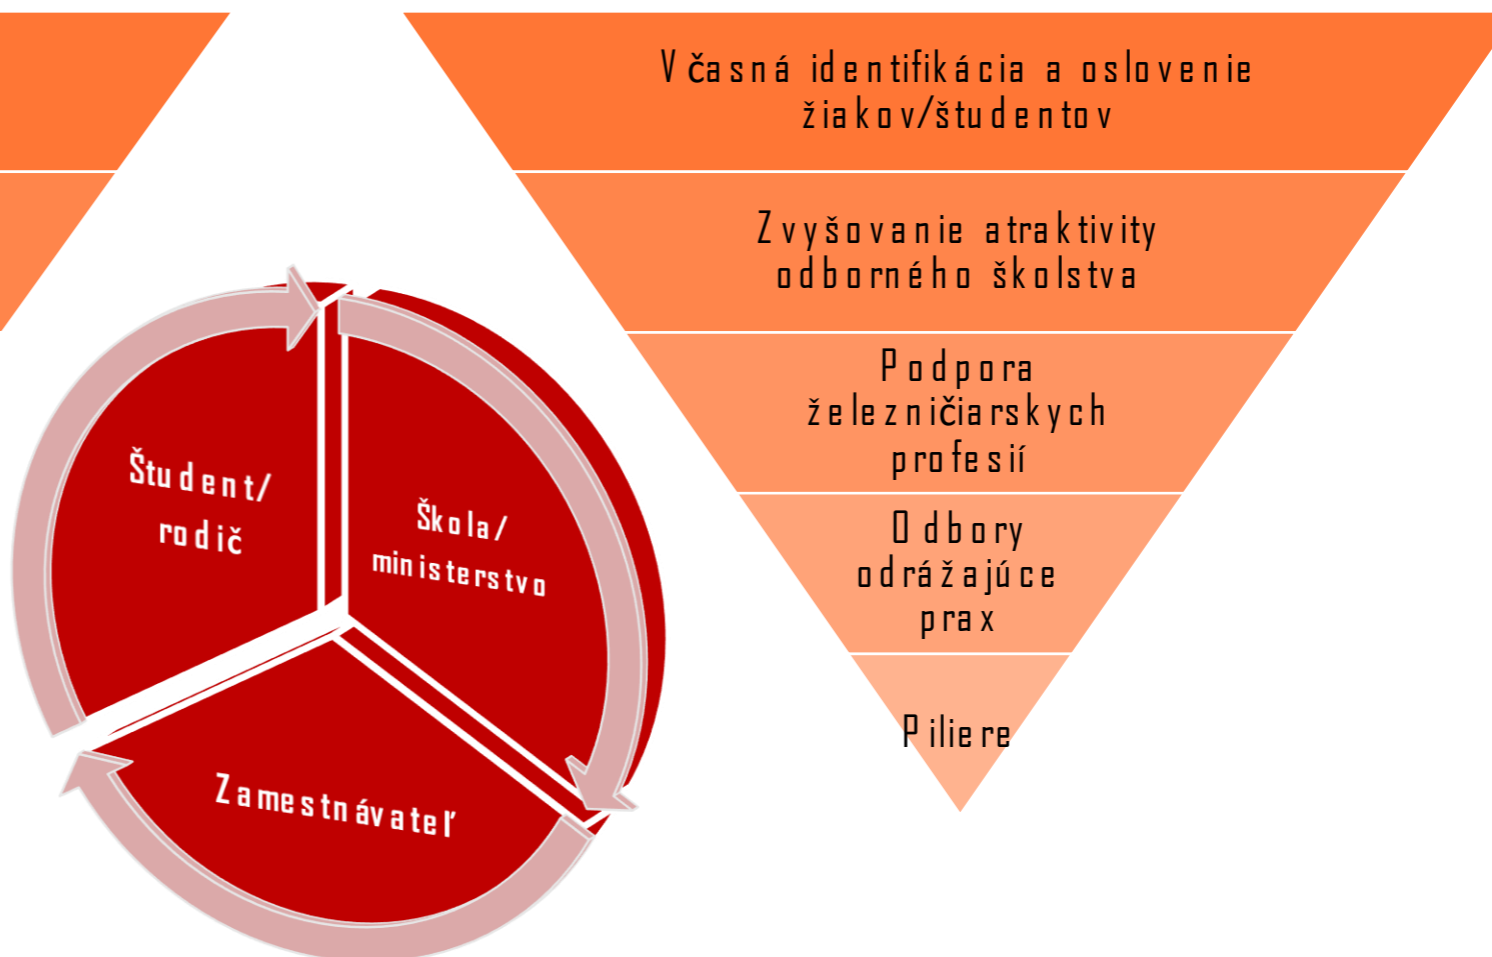 Včasná identifikácia a oslovenie
žiakov/študentov
Zvyšovanie atraktivity
odborného školstva
Podpora
železničiarskych
profesií
Odbory
odrážajúce
prax
Piliere
Študent/
rodič
Škola/
ministerstvo
Zamestnávateľ